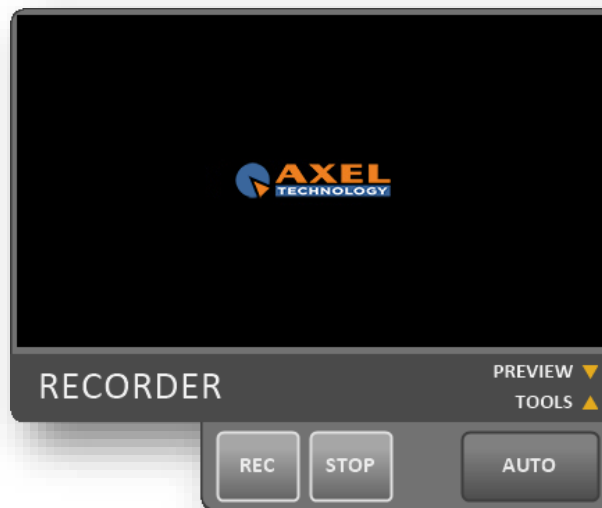 AXEL
TECHNOLOGY
RECORDER
PREVIEW
TOOLS
REC
STOP
AUTO